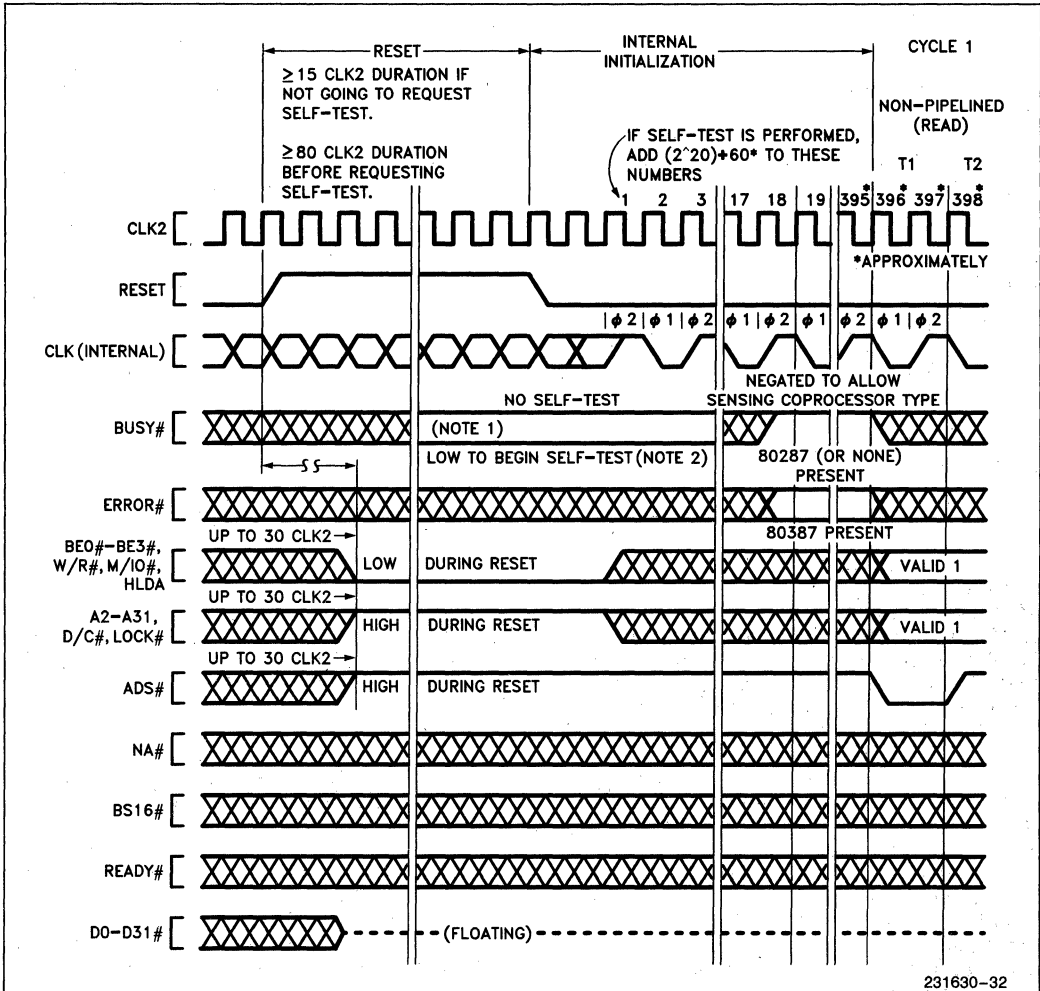 RESET
INTERNAL
INITIALIZATION
CYCLE 1
≥15 CLK2 DURATION IF
NOT GOING TO REQUEST
SELF-TEST.
≥80 CLK2 DURATION
BEFORE REQUESTING
SELF-TEST.
IF SELF-TEST IS PERFORMED,
ADD (2^20)+60* TO THESE
NUMBERS
NON-PIPELINED
(READ)
T1 T2
1 2 3 17 18 19 395* 396* 397* 398*
CLK2
*APPROXIMATELY
RESET
|ϕ2|ϕ1|ϕ2 ϕ1|ϕ2 ϕ1 ϕ2 ϕ1|ϕ2
CLK (INTERNAL)
NO SELF-TEST
NEGATED TO ALLOW
SENSING COPROCESSOR TYPE
BUSY#
(NOTE 1)
LOW TO BEGIN SELF-TEST (NOTE 2)
80287 (OR NONE)
PRESENT
ERROR#
80387 PRESENT
UP TO 30 CLK2
BE0#-BE3#,
W/R#, M/IO#,
HLDA
LOW DURING RESET
VALID 1
UP TO 30 CLK2
A2-A31,
D/C#, LOCK#
HIGH DURING RESET
VALID 1
UP TO 30 CLK2
ADS#
HIGH DURING RESET
NA#
BS16#
READY#
D0-D31#
(FLOATING)
231630-32